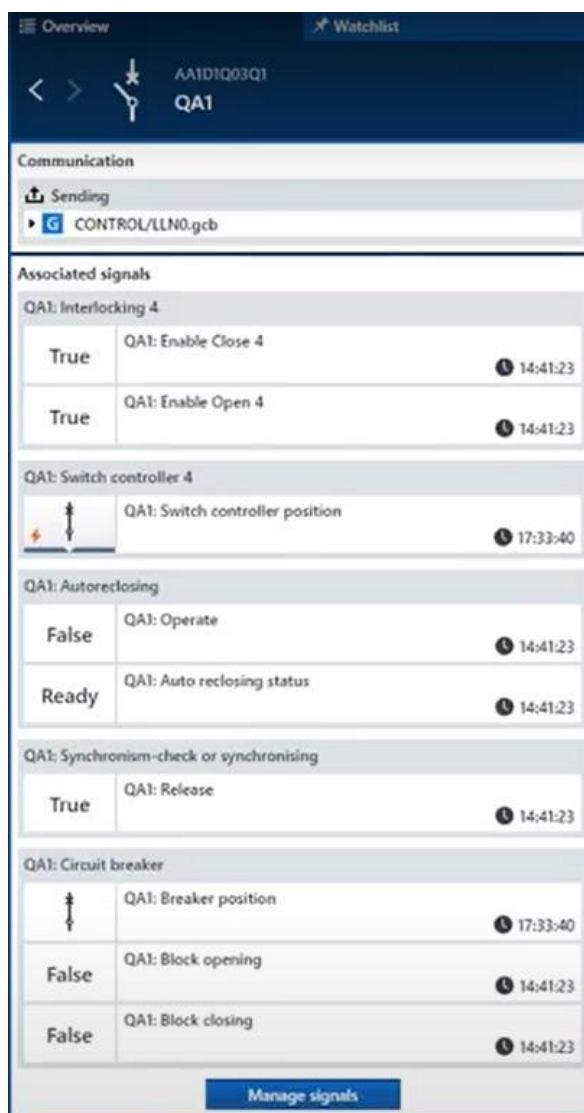 Overview
Watchlist
AA1D1Q03Q1
QA1
Communication
Sending
G CONTROL/LLN0.gcb
Associated signals
QA1: Interlocking 4
True
QA1: Enable Close 4
14:41:23
True
QA1: Enable Open 4
14:41:23
QA1: Switch controller 4
QA1: Switch controller position
17:33:40
QA1: Autoreclosing
False
QA1: Operate
14:41:23
Ready
QA1: Auto reclosing status
14:41:23
QA1: Synchronism-check or synchronising
True
QA1: Release
14:41:23
QA1: Circuit breaker
QA1: Breaker position
17:33:40
False
QA1: Block opening
14:41:23
False
QA1: Block closing
14:41:23
Manage signals